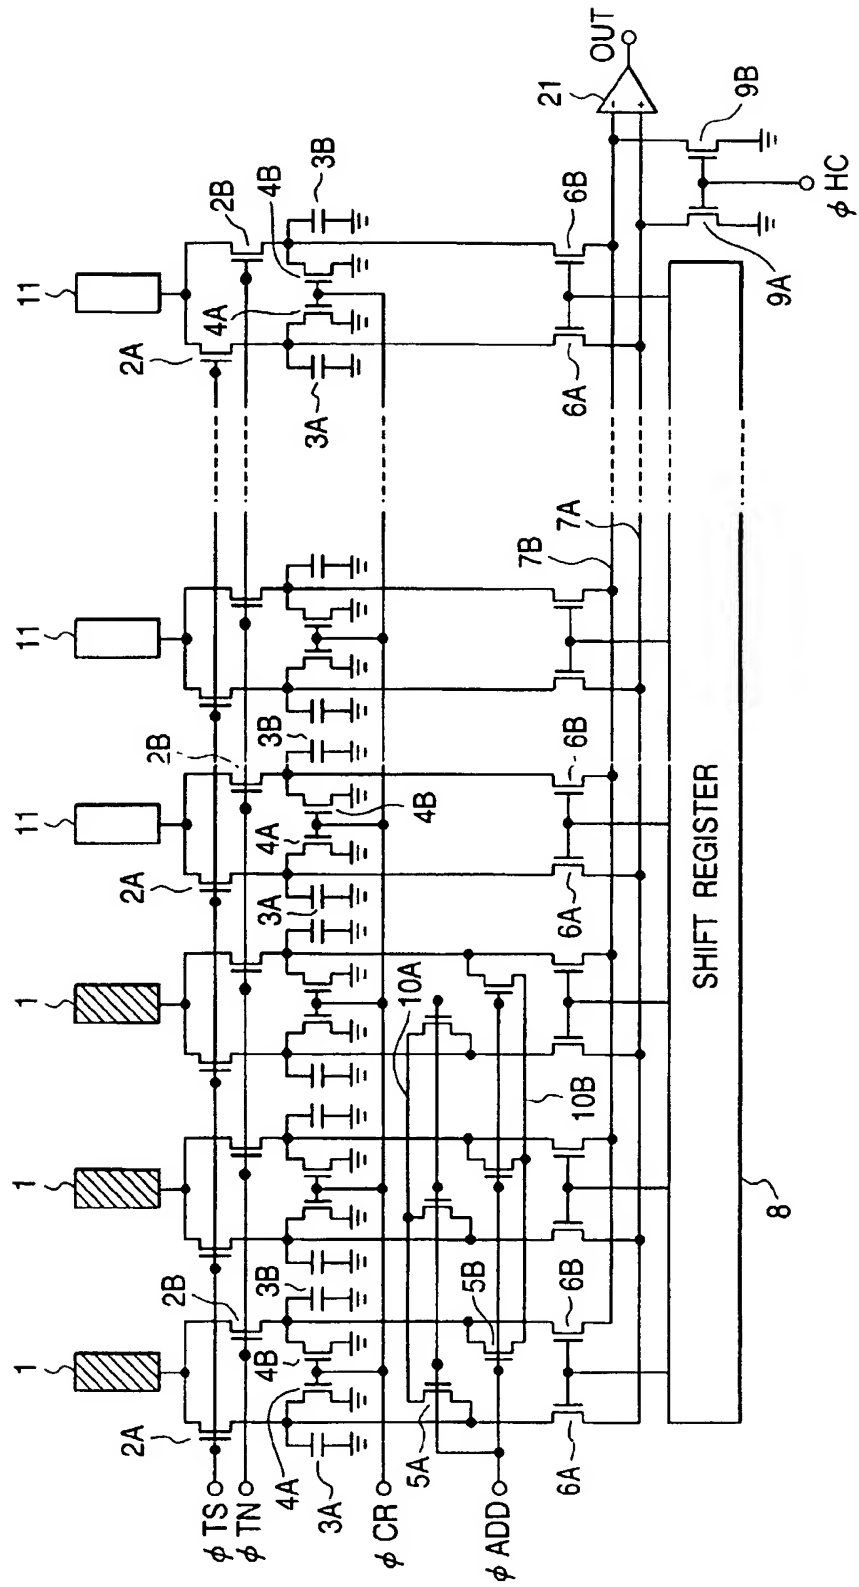 1
1
1
11
11
11
2A
2B
2A
2B
2A
2B
φ TS
φ TN
4A
4B
3B
3A
4A
3B
4A
4B
3A
3A
3B
φ CR
5A
10A
4B
φ ADD
5B
10B
6A
6B
6A
6B
6A
6B
7B
7A
21
OUT
SHIFT REGISTER
8
9A
9B
φ HC